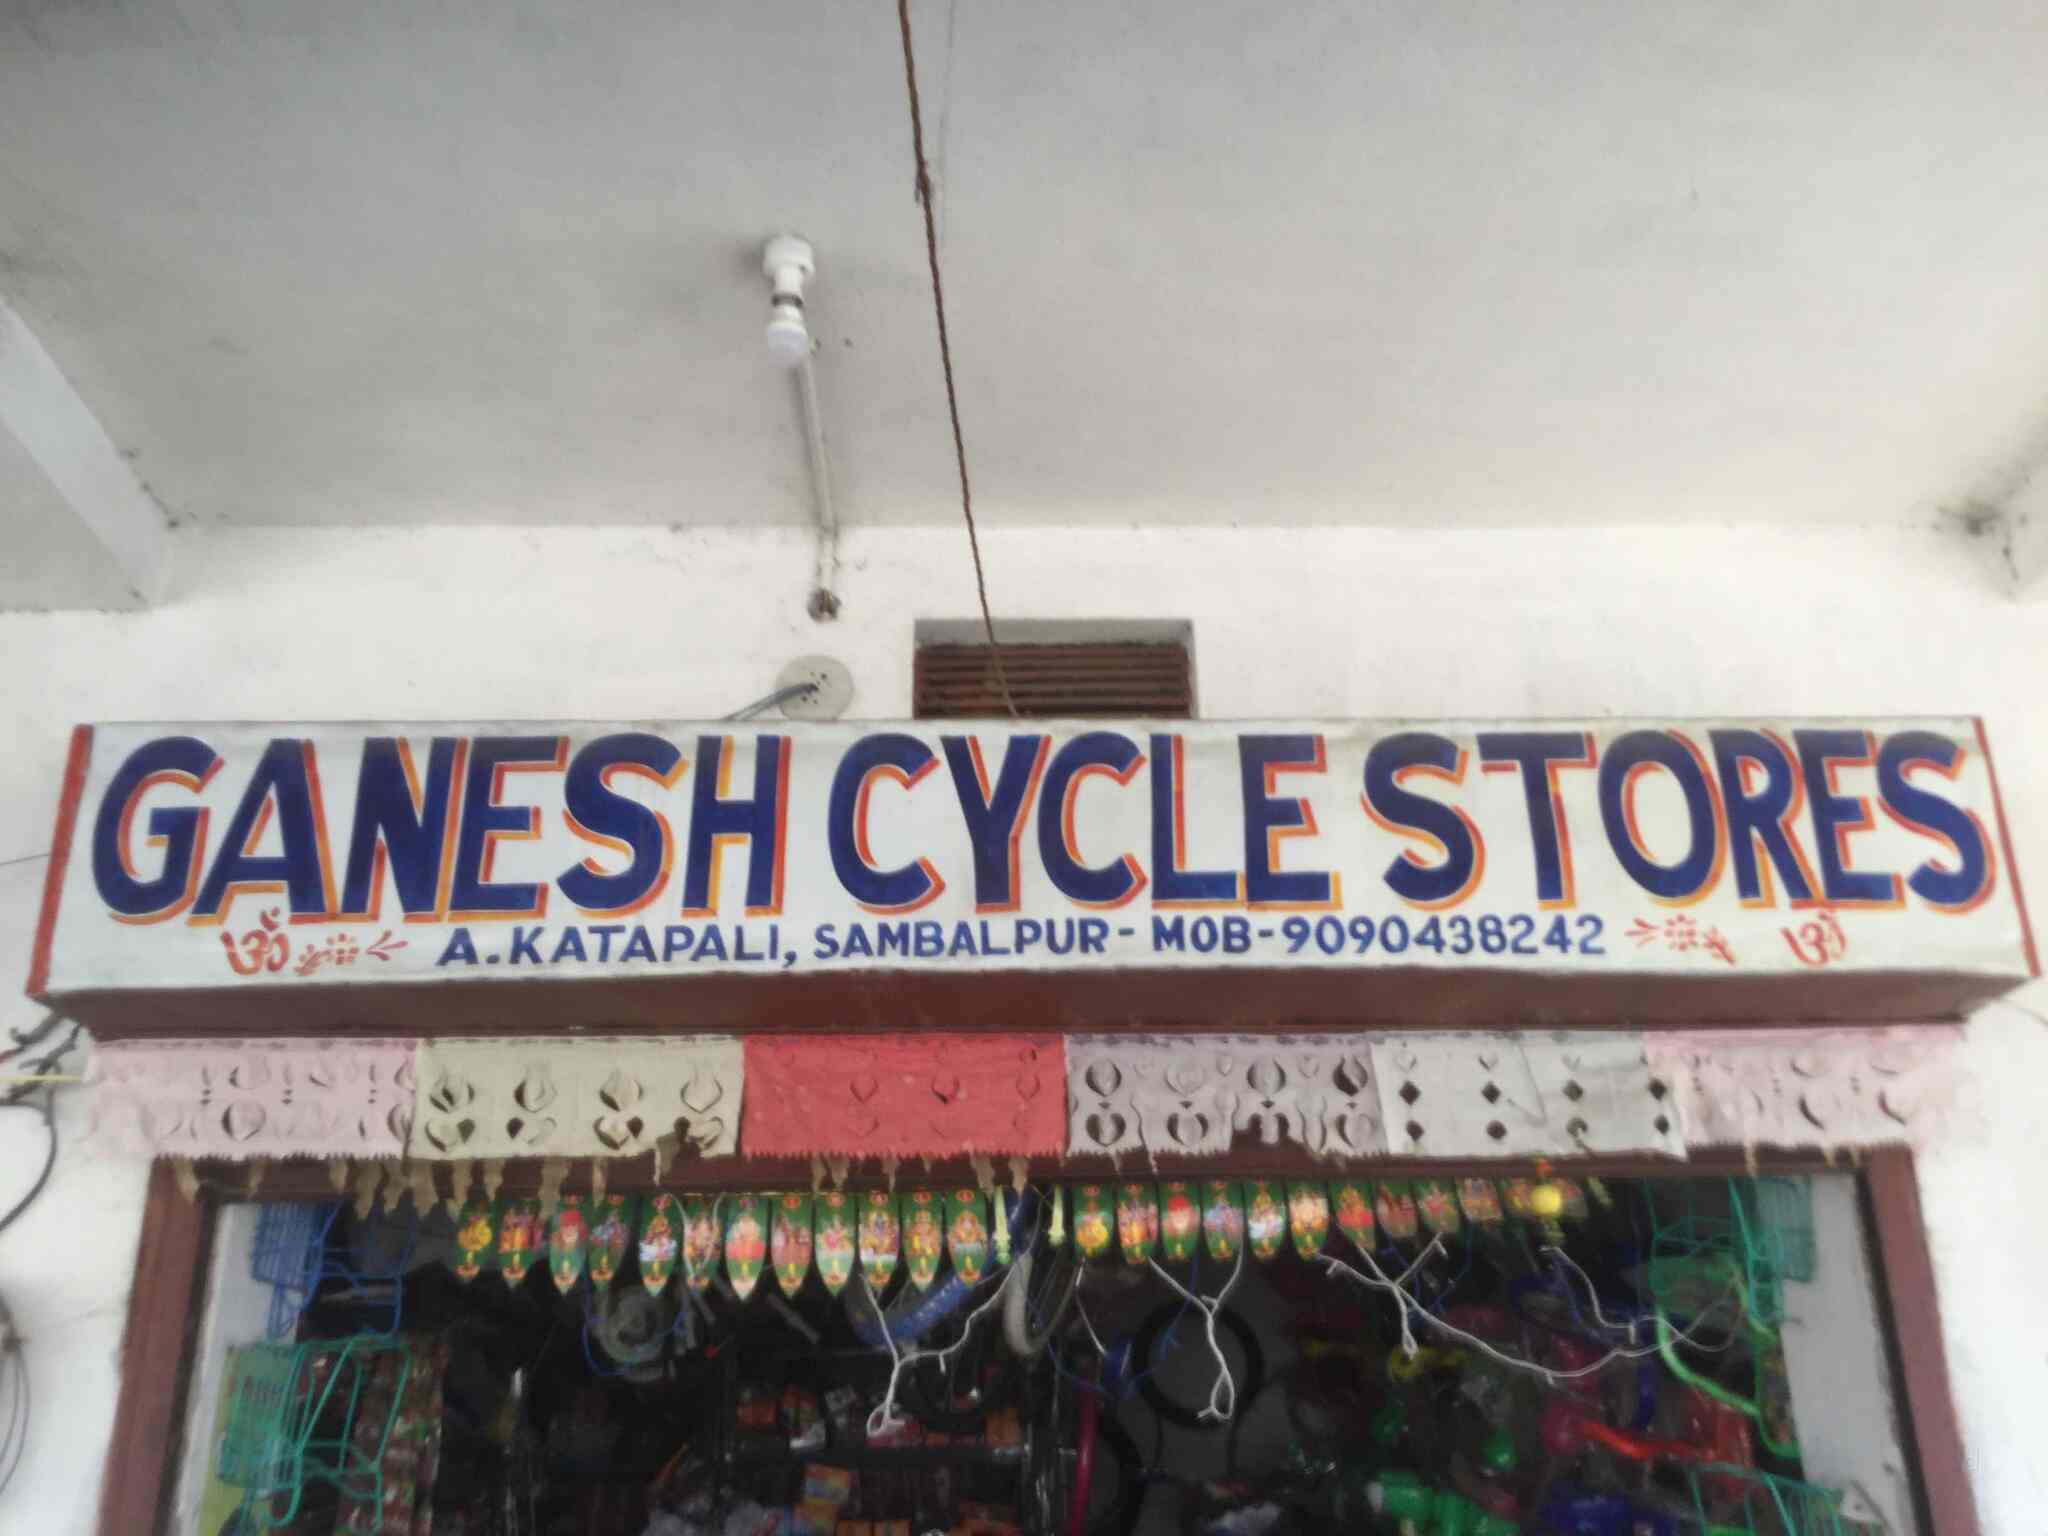 GANESH CYCLE STORES
ॐ A.KATAPALI, SAMBALPUR- MOB-9090438242 ॐ